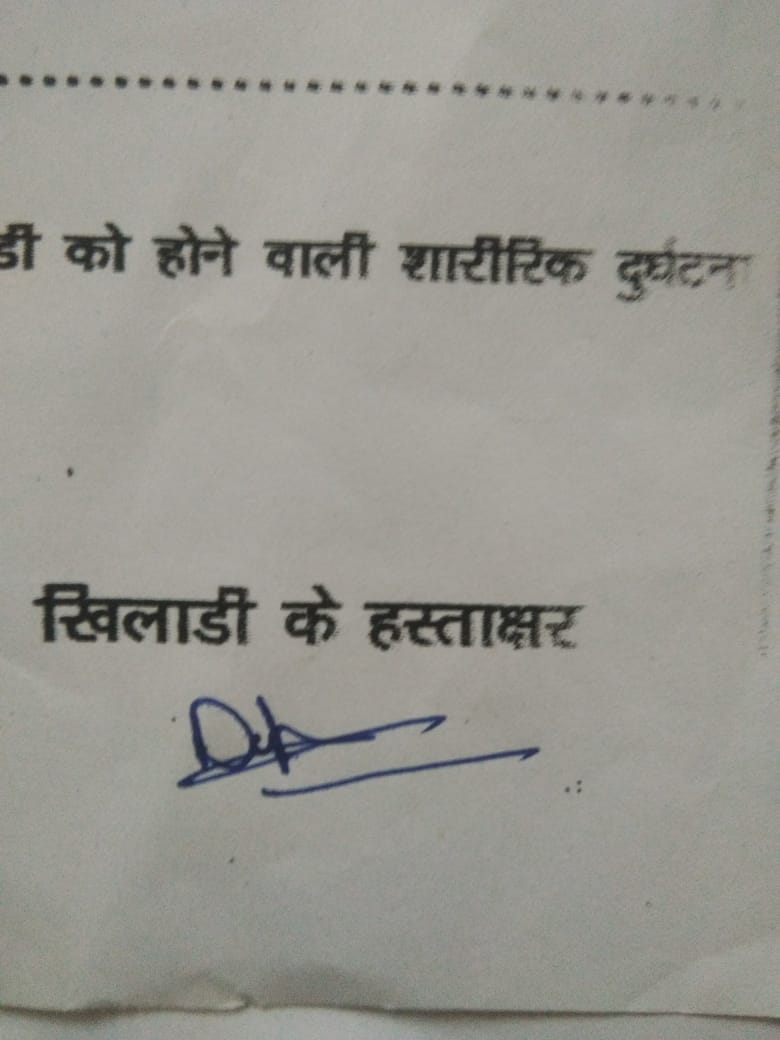 डी को होने वाली शारीरिक दुर्घटना
खिलाडी के हस्ताक्षर